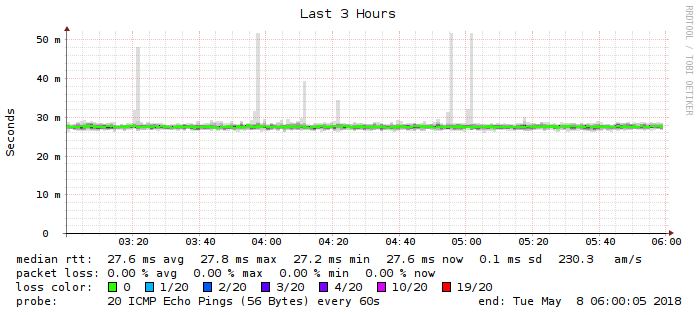 Last 3 Hours
RRDTOOL / TOBI OETIKER
Seconds
50 m
40 m
30 m
20 m
10 m
0
03:20 03:40 04:00 04:20 04:40 05:00 05:20 05:40 06:00
median rtt: 27.6 ms avg 27.8 ms max 27.2 ms min 27.6 ms now 0.1 ms sd 230.3 am/s
packet loss: 0.00 % avg 0.00 % max 0.00 % min 0.00 % now
loss color: 0 1/20 2/20 3/20 4/20 10/20 19/20
probe: 20 ICMP Echo Pings (56 Bytes) every 60s end: Tue May 8 06:00:05 2018